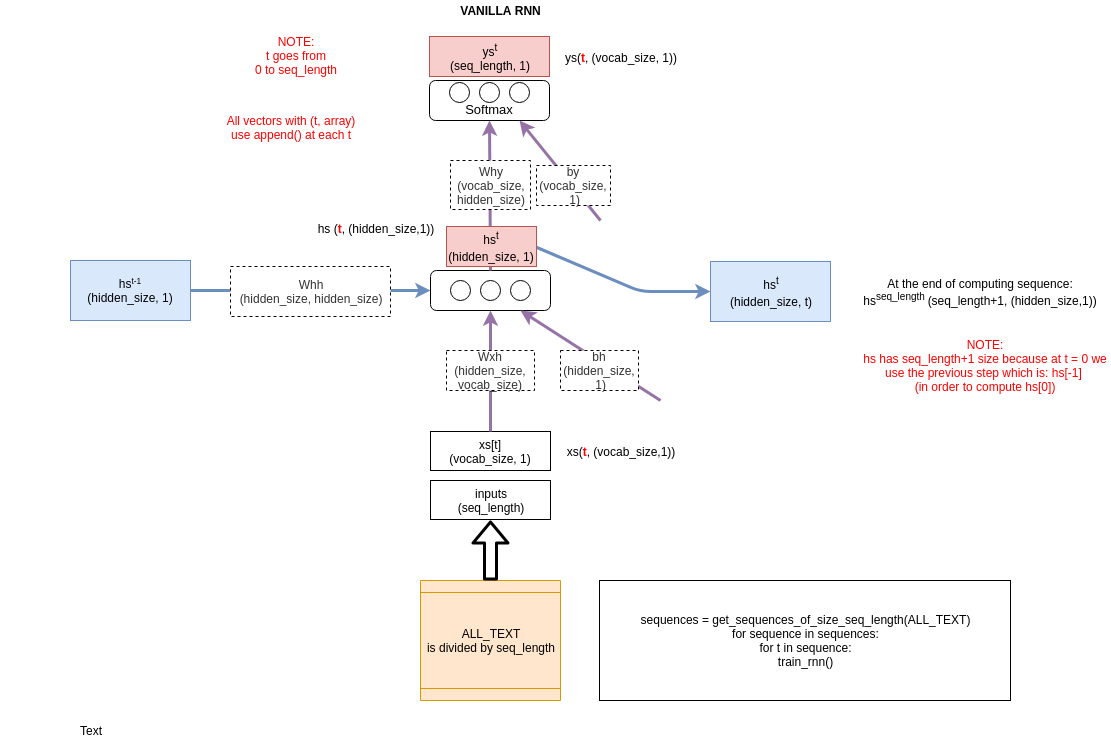 VANILLA RNN
NOTE:
t goes from
0 to seq_length
ys^t
(seq_length, 1)
ys(t, (vocab_size, 1))
Softmax
All vectors with (t, array)
use append() at each t
Why
(vocab_size,
hidden_size)
by
(vocab_size,
1)
hs (t, (hidden_size,1))
hs^t
(hidden_size, 1)
hs^t-1
(hidden_size, 1)
Whh
(hidden_size, hidden_size)
hs^t
(hidden_size, t)
At the end of computing sequence:
hs^seq_length (seq_length+1, (hidden_size,1))
NOTE:
hs has seq_length+1 size because at t = 0 we
use the previous step which is: hs[-1]
(in order to compute hs[0])
Wxh
(hidden_size,
vocab_size)
bh
(hidden_size,
1)
xs[t]
(vocab_size, 1)
xs(t, (vocab_size,1))
inputs
(seq_length)
ALL_TEXT
is divided by seq_length
sequences = get_sequences_of_size_seq_length(ALL_TEXT)
for sequence in sequences:
for t in sequence:
train_rnn()
Text